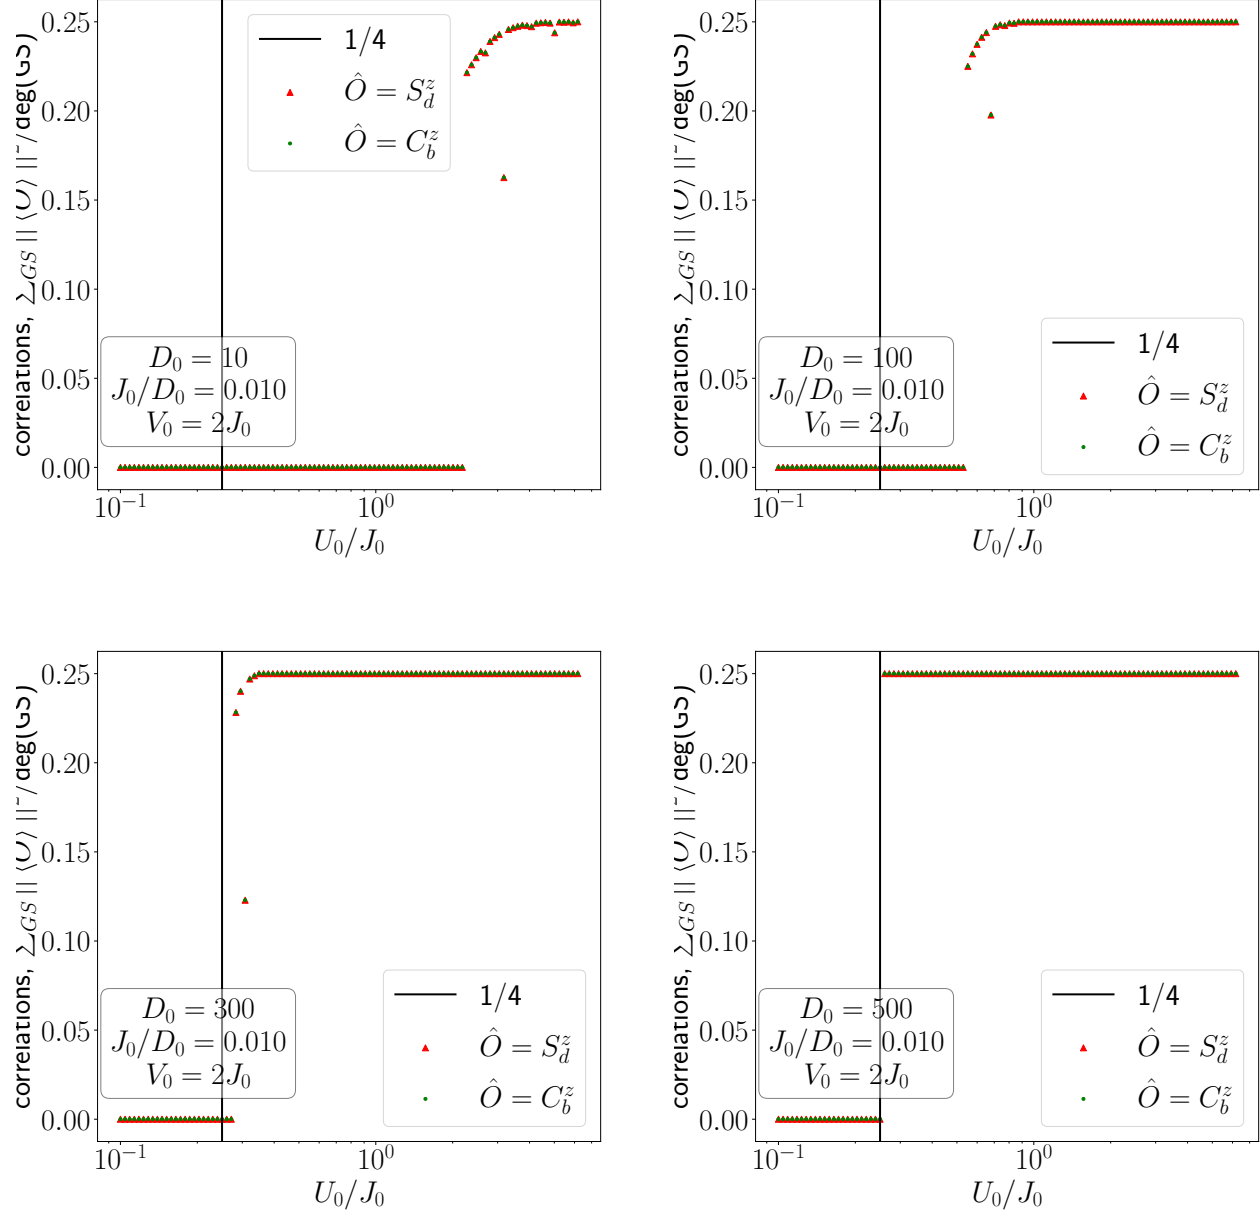 correlations, ∑_{GS} || ⟨Ô⟩ ||²/deg(GS)
0.25
0.20
0.15
0.10
0.05
0.00
1/4
Ô = S_d^z
Ô = C_b^z
D_0 = 10
J_0/D_0 = 0.010
V_0 = 2J_0
10^{-1}
10^0
U_0/J_0
correlations, ∑_{GS} || ⟨Ô⟩ ||²/deg(GS)
0.25
0.20
0.15
0.10
0.05
0.00
D_0 = 100
J_0/D_0 = 0.010
V_0 = 2J_0
1/4
Ô = S_d^z
Ô = C_b^z
10^{-1}
10^0
U_0/J_0
correlations, ∑_{GS} || ⟨Ô⟩ ||²/deg(GS)
0.25
0.20
0.15
0.10
0.05
0.00
D_0 = 300
J_0/D_0 = 0.010
V_0 = 2J_0
1/4
Ô = S_d^z
Ô = C_b^z
10^{-1}
10^0
U_0/J_0
correlations, ∑_{GS} || ⟨Ô⟩ ||²/deg(GS)
0.25
0.20
0.15
0.10
0.05
0.00
D_0 = 500
J_0/D_0 = 0.010
V_0 = 2J_0
1/4
Ô = S_d^z
Ô = C_b^z
10^{-1}
10^0
U_0/J_0